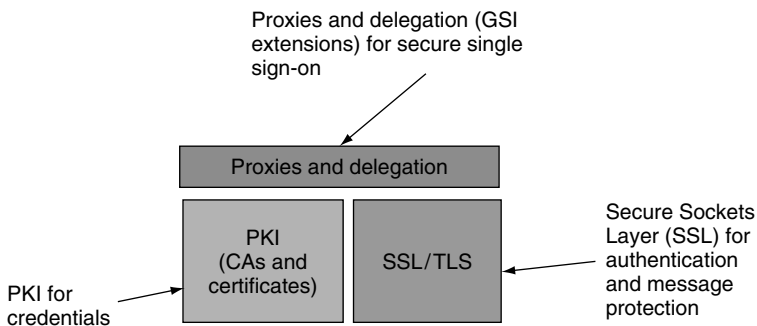 Proxies and delegation (GSI
extensions) for secure single
sign-on
Proxies and delegation
PKI
(CAs and
certificates)
SSL/TLS
Secure Sockets
Layer (SSL) for
authentication
and message
protection
PKI for
credentials